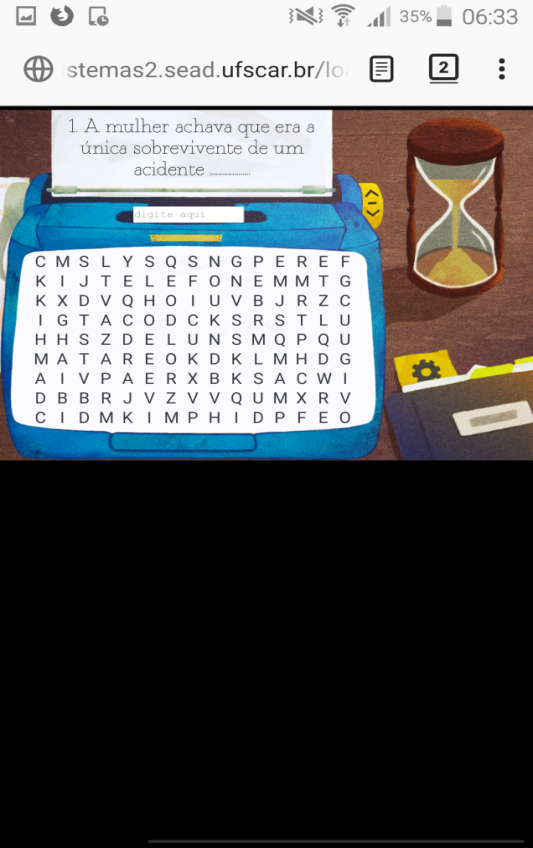 35% 06:33
stemas2.sead.ufscar.br/lo
2
1. A mulher achava que era a
única sobrevivente de um
acidente ............
digite aqui
C M S L Y S Q S N G P E R E F
K I J T E L E F O N E M M T G
K X D V Q H O I U V B J R Z C
I G T A C O D C K S R S T L U
H H S Z D E L U N S M Q P Q U
M A T A R E O K D K L M H D G
A I V P A E R X B K S A C W I
D B B R J V Z V V Q U M X R V
C I D M K I M P H I D P F E O